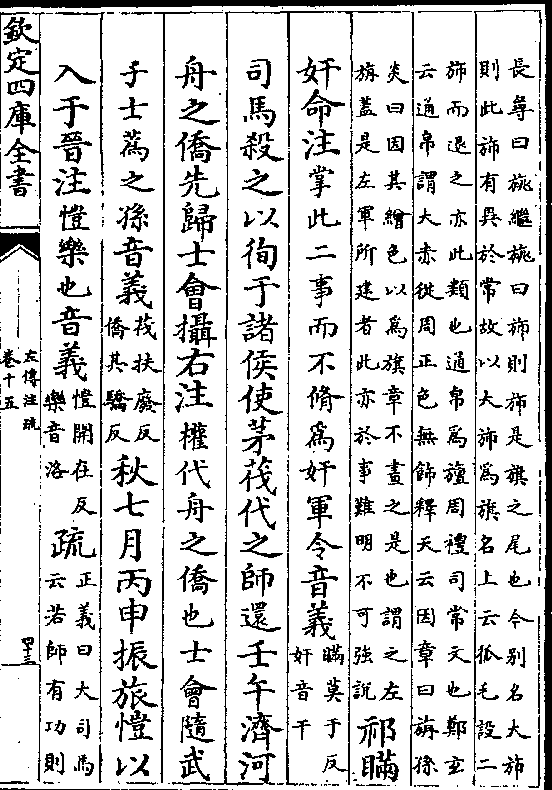 長尋曰旐繼旐曰斾則斾是旗之尾也今别名大斾
則此斾有異於常故以大斾為旗名上云狐毛設二
斾而退之亦此類也通帛為旜周禮司常文也鄭玄
云通帛謂大赤從周正色無飾釋天云因章曰旃孫
炎曰因其繒色以為旗章不畫之是也謂之左
旃蓋是左軍所建者此亦於事難明不可強說
祁瞞
奸命注掌此二事而不脩為奸軍令音義
瞞莫于反
奸音干
司馬殺之以徇于諸侯使茅茷代之師還壬午濟河
舟之僑先歸士會攝右注權代舟之僑也士會隨武
子士蒍之孫音義
茷扶廢反
僑其驕反
秋七月丙申振旅愷以
入于晉注愷樂也音義
愷開在反
樂音洛
疏
正義曰大司馬
云若師有功則
欽定四庫全書
左傳注疏
卷十五
四十三